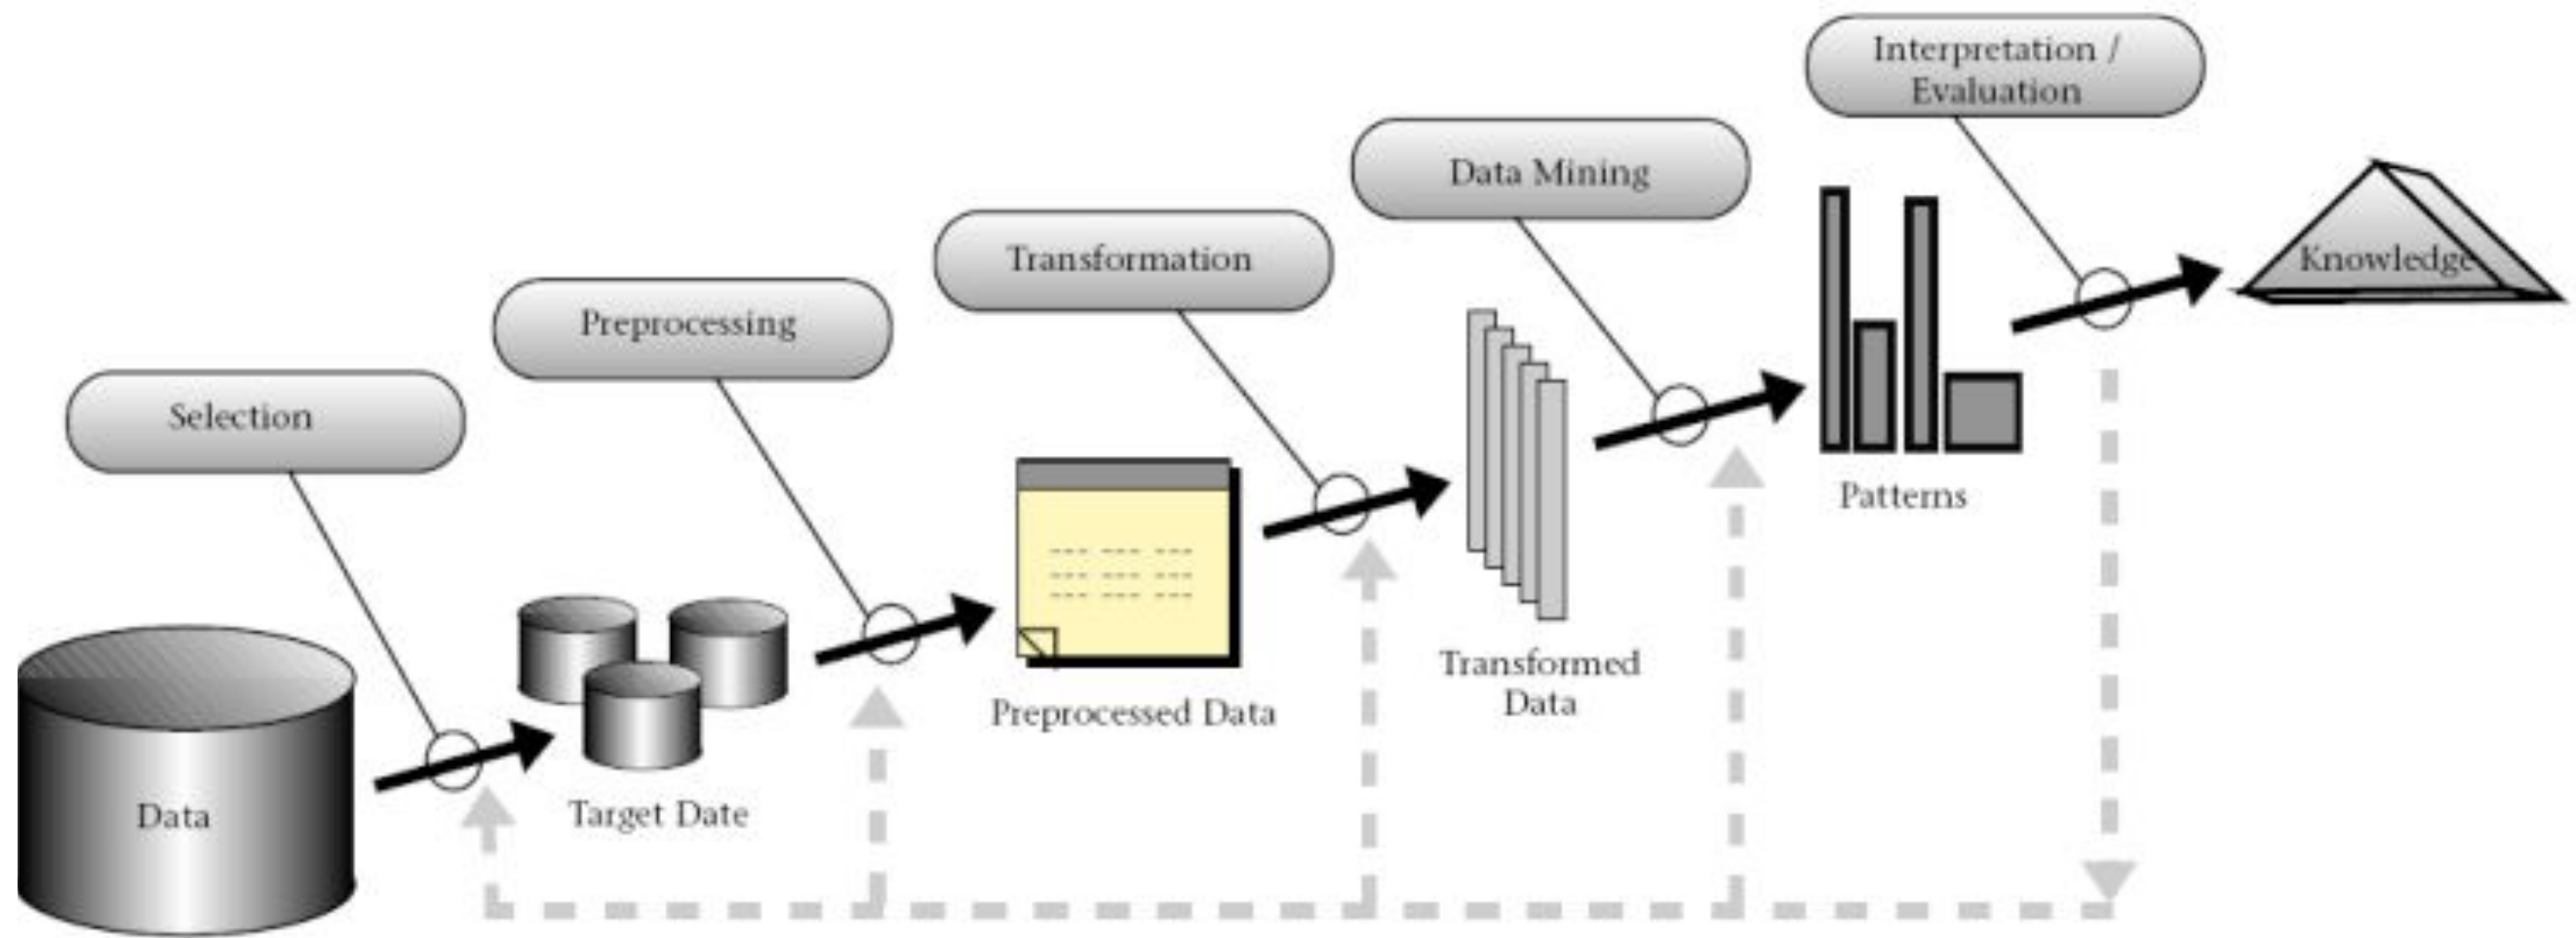 Interpretation /
Evaluation
Data Mining
Transformation
Preprocessing
Selection
Knowledge
Patterns
Transformed
Data
Preprocessed Data
Target Date
Data